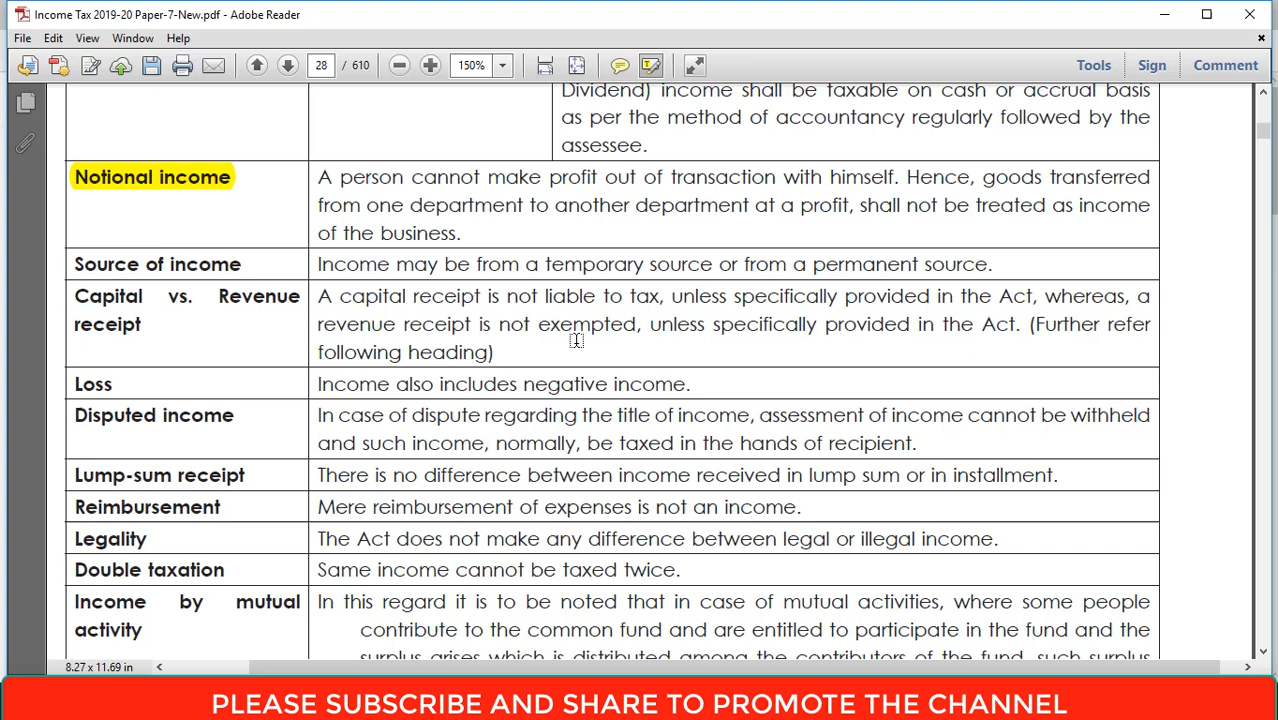 Income Tax 2019-20 Paper-7-New.pdf - Adobe Reader
File Edit View Window Help
28 / 610 150% Tools Sign Comment
Dividend) income shall be taxable on cash or accrual basis
as per the method of accountancy regularly followed by the
assessee.
Notional income A person cannot make profit out of transaction with himself. Hence, goods transferred
from one department to another department at a profit, shall not be treated as income
of the business.
Source of income Income may be from a temporary source or from a permanent source.
Capital vs. Revenue A capital receipt is not liable to tax, unless specifically provided in the Act, whereas, a
receipt revenue receipt is not exempted, unless specifically provided in the Act. (Further refer
following heading)
Loss Income also includes negative income.
Disputed income In case of dispute regarding the title of income, assessment of income cannot be withheld
and such income, normally, be taxed in the hands of recipient.
Lump-sum receipt There is no difference between income received in lump sum or in installment.
Reimbursement Mere reimbursement of expenses is not an income.
Legality The Act does not make any difference between legal or illegal income.
Double taxation Same income cannot be taxed twice.
Income by mutual In this regard it is to be noted that in case of mutual activities, where some people
activity contribute to the common fund and are entitled to participate in the fund and the
surplus arises which is distributed among the contributors of the fund, such surplus
8.27 x 11.69 in
PLEASE SUBSCRIBE AND SHARE TO PROMOTE THE CHANNEL